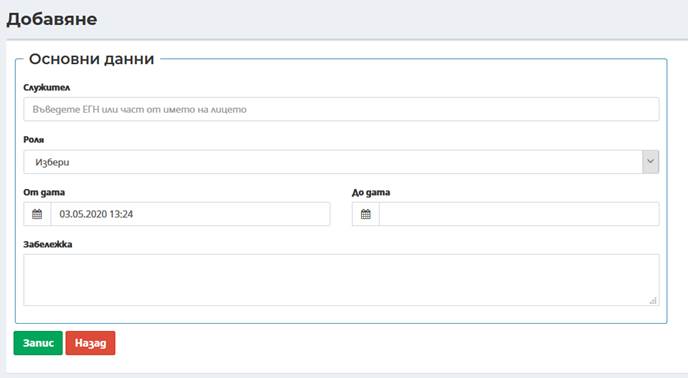 Добавяне
Основни данни
Служител
Въведете ЕГН или част от името на лицето
Роля
Избери
От дата
До дата
03.05.2020 13:24
Забележка
Запис
Назад